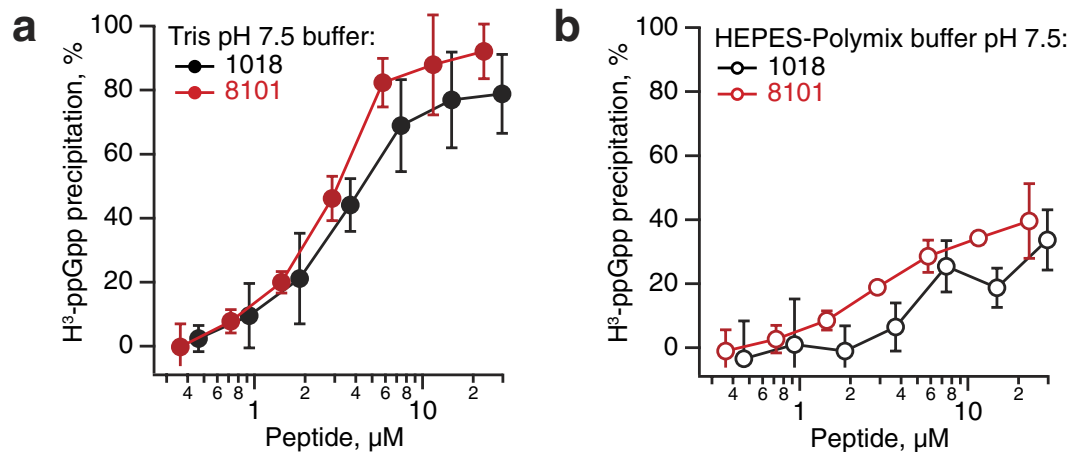 a
Tris pH 7.5 buffer:
1018
8101
H³-ppGpp precipitation, %
100
80
60
40
20
0
4 6 8 1 2 4 6 8 10 2
Peptide, µM
b
HEPES-Polymix buffer pH 7.5:
1018
8101
H³-ppGpp precipitation, %
100
80
60
40
20
0
4 6 8 1 2 4 6 8 10 2
Peptide, µM